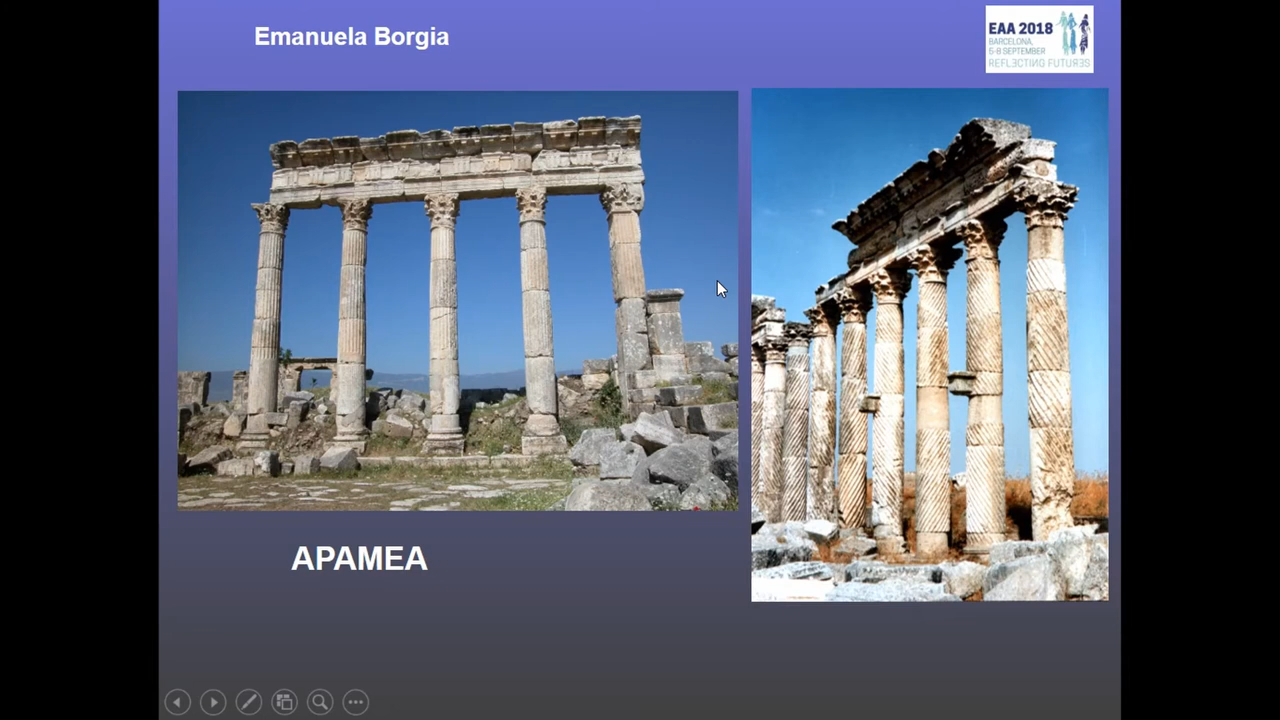 Emanuela Borgia
EAA 2018
BARCELONA,
5-8 SEPTEMBER
REFLECTING FUTURES
APAMEA